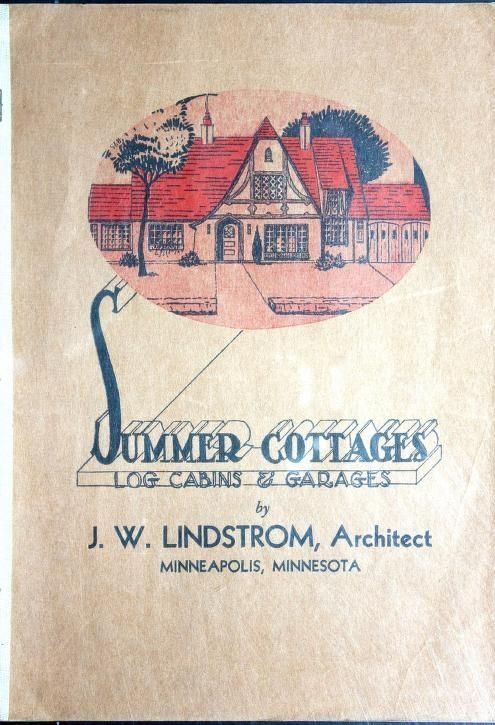 SUMMER COTTAGES
LOG CABINS & GARAGES
by
J. W. LINDSTROM, Architect
MINNEAPOLIS, MINNESOTA